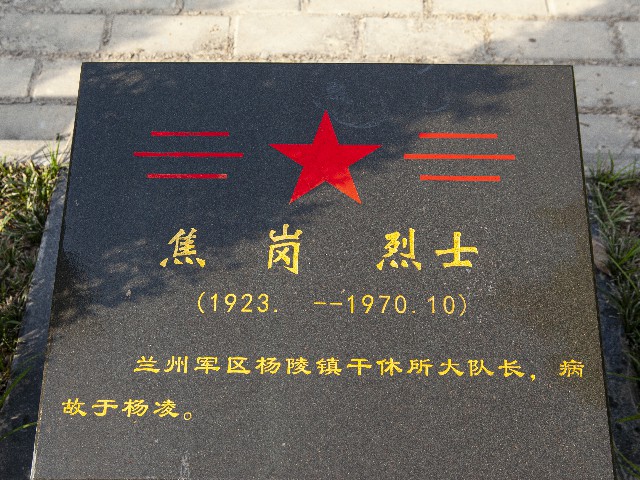 焦 岗 烈士
(1923. --1970.10)
兰州军区杨陵镇干休所大队长，病
故于杨凌。